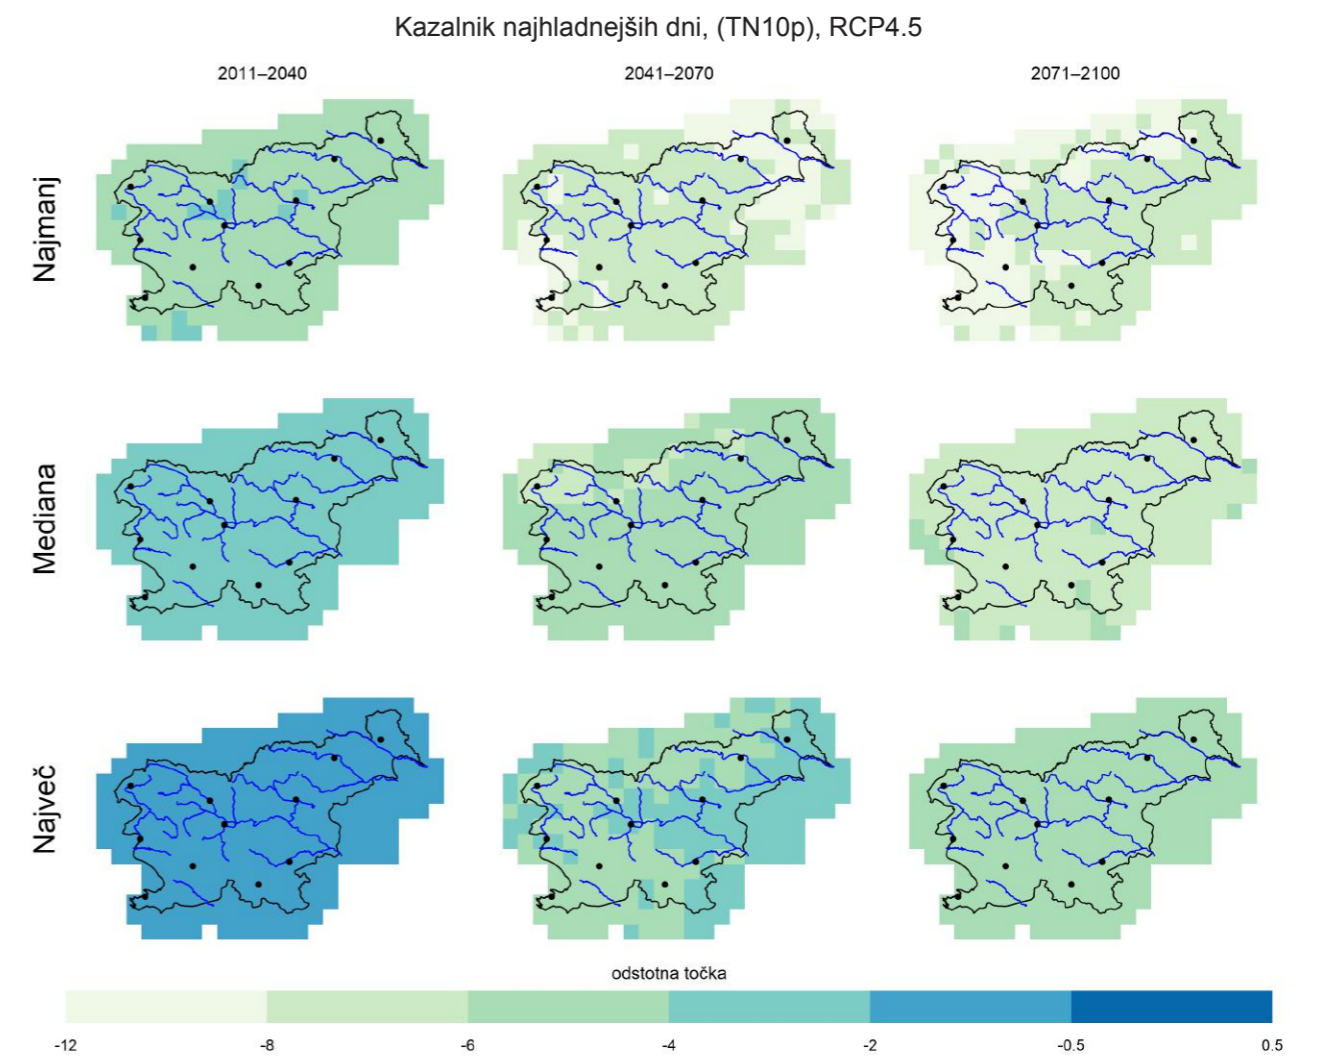 Kazalnik najhladnejših dni, (TN10p), RCP4.5
2011–2040
2041–2070
2071–2100
Najmanj
Mediana
Največ
odstotna točka
-12
-8
-6
-4
-2
-0.5
0.5